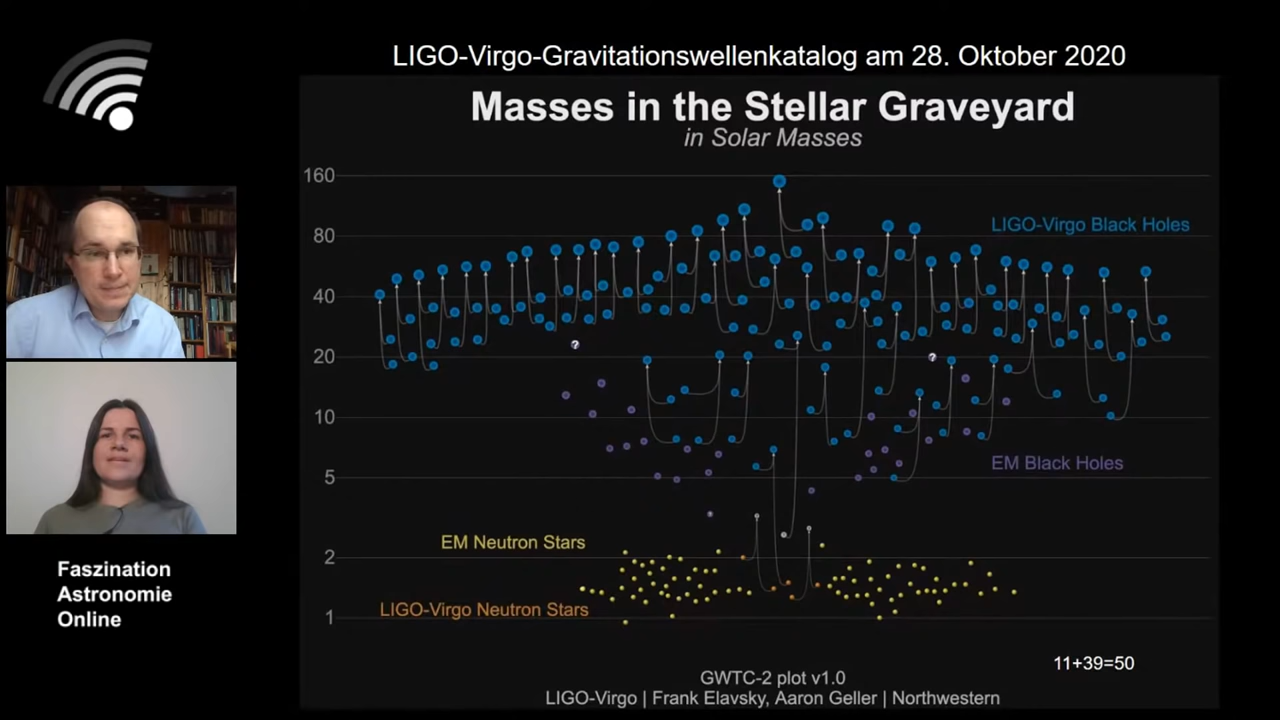 LIGO-Virgo-Gravitationswellenkatalog am 28. Oktober 2020
Masses in the Stellar Graveyard
in Solar Masses
160
80
40
20
10
5
2
1
LIGO-Virgo Black Holes
EM Black Holes
EM Neutron Stars
LIGO-Virgo Neutron Stars
?
?
11+39=50
GWTC-2 plot v1.0
LIGO-Virgo | Frank Elavsky, Aaron Geller | Northwestern
Faszination
Astronomie
Online